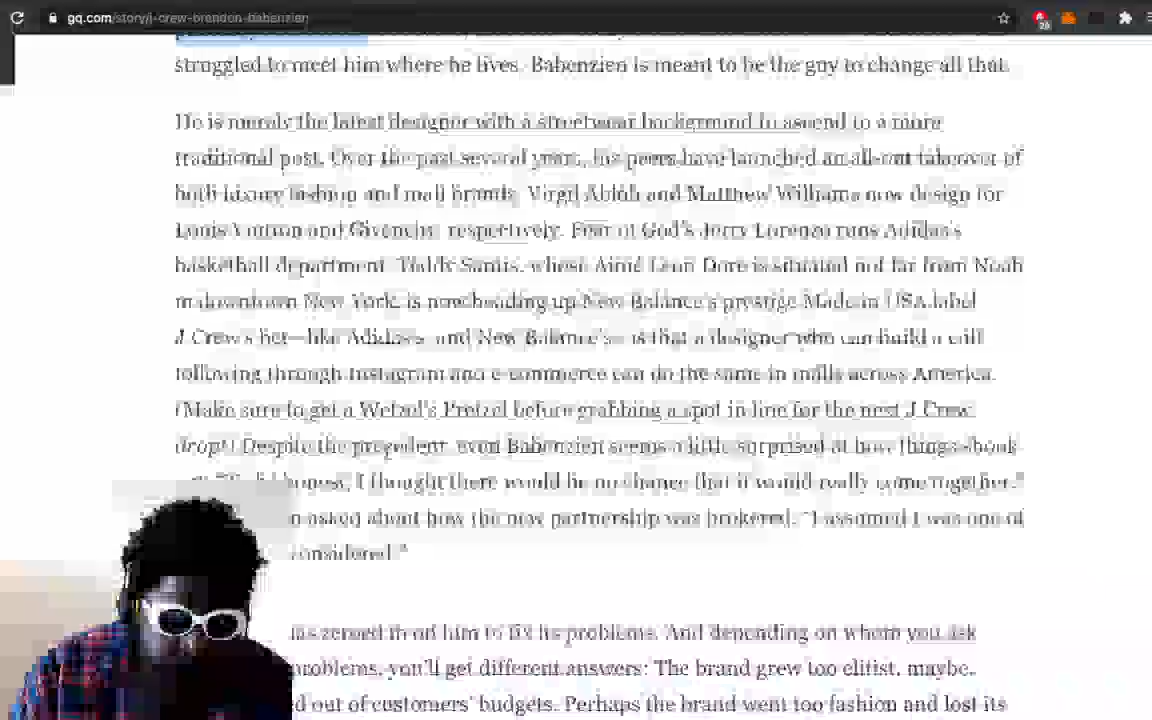 gq.com/story/j-crew-brendon-babenzien
struggled to meet him where he lives. Babenzien is meant to be the guy to change all that.
He is merely the latest designer with a streetwear background to ascend to a more
traditional post. Over the past several years, his peers have launched an all-out takeover of
both luxury fashion and mall brands. Virgil Abloh and Matthew Williams now design for
Louis Vuitton and Givenchy, respectively. Fear of God's Jerry Lorenzo runs Adidas's
basketball department. Teddy Santis, whose Aimé Leon Dore is situated not far from Noah
in downtown New York, is now heading up New Balance's prestige Made in USA label.
J.Crew's bet—like Adidas's, and New Balance's—is that a designer who can build a cult
following through Instagram and e-commerce can do the same in malls across America.
(Make sure to get a Wetzel's Pretzel before grabbing a spot in line for the next J.Crew
drop!) Despite the precedent, even Babenzien seems a little surprised at how things shook
honest, I thought there would be no chance that it would really come together,"
asked about how the new partnership was brokered. "I assumed I was one of
considered."
has zeroed in on him to fix its problems. And depending on whom you ask
problems, you'll get different answers: The brand grew too elitist, maybe.
out of customers' budgets. Perhaps the brand went too fashion and lost its